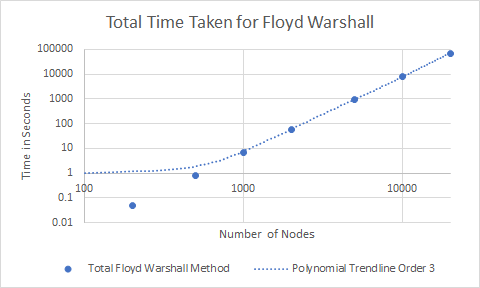 Total Time Taken for Floyd Warshall
100000
10000
1000
100
10
1
0.1
0.01
100
1000
10000
Time in Seconds
Number of Nodes
Total Floyd Warshall Method
Polynomial Trendline Order 3